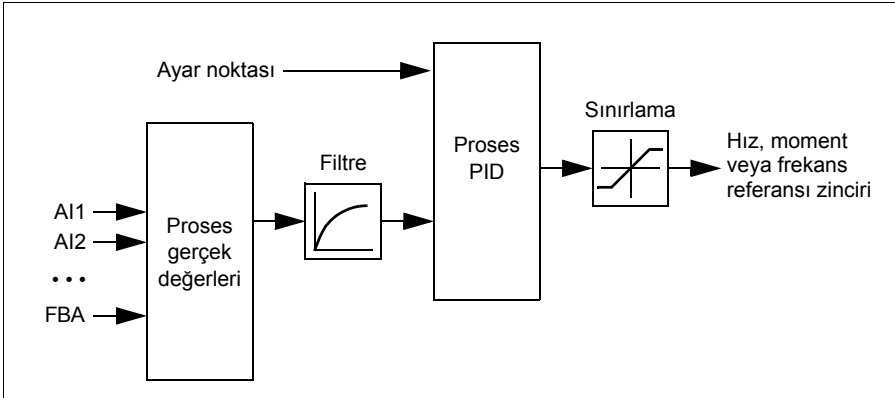 Ayar noktası
Proses
PID
Sınırlama
Hız, moment
veya frekans
referansı zinciri
Filtre
AI1
AI2
...
FBA
Proses
gerçek
değerleri